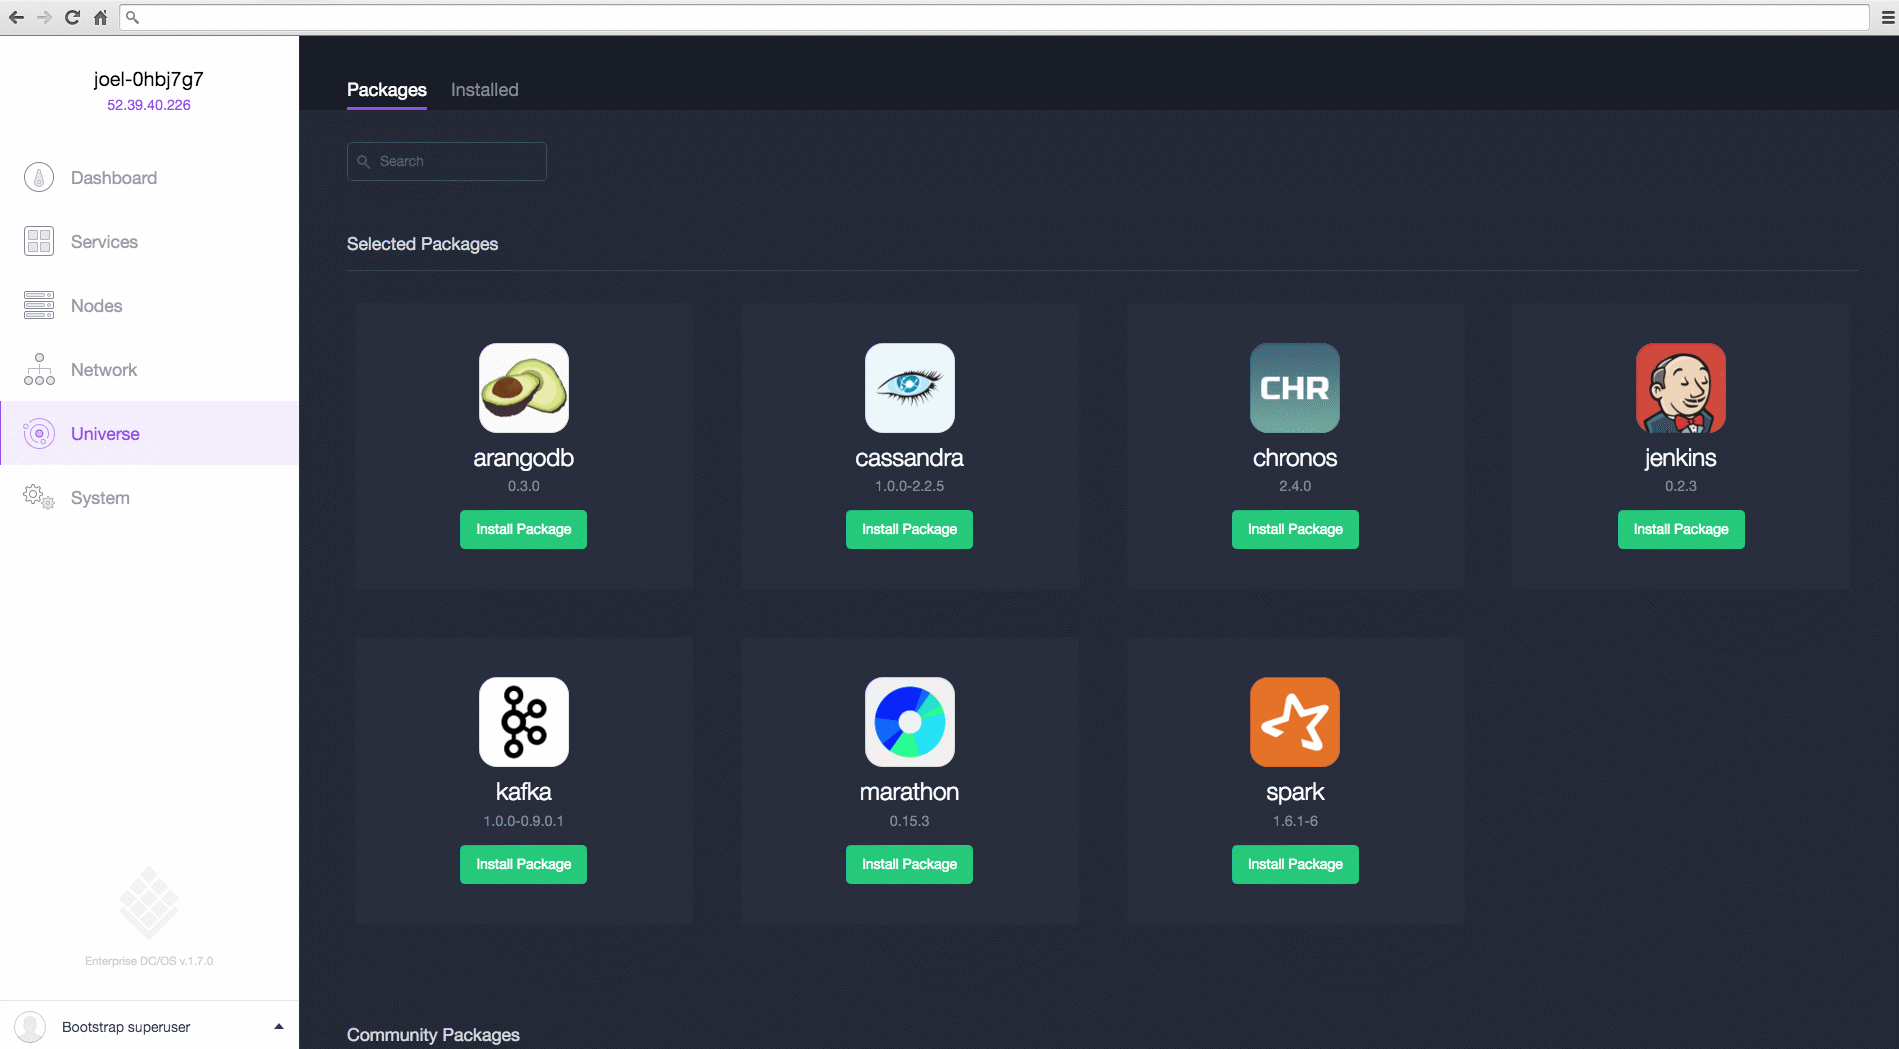 joel-0hbj7g7
52.39.40.226
Dashboard
Services
Nodes
Network
Universe
System
Enterprise DC/OS v.1.7.0
Bootstrap superuser
Packages Installed
Search
Selected Packages
arangodb
0.3.0
Install Package
cassandra
1.0.0-2.2.5
Install Package
CHR
chronos
2.4.0
Install Package
jenkins
0.2.3
Install Package
kafka
1.0.0-0.9.0.1
Install Package
marathon
0.15.3
Install Package
spark
1.6.1-6
Install Package
Community Packages